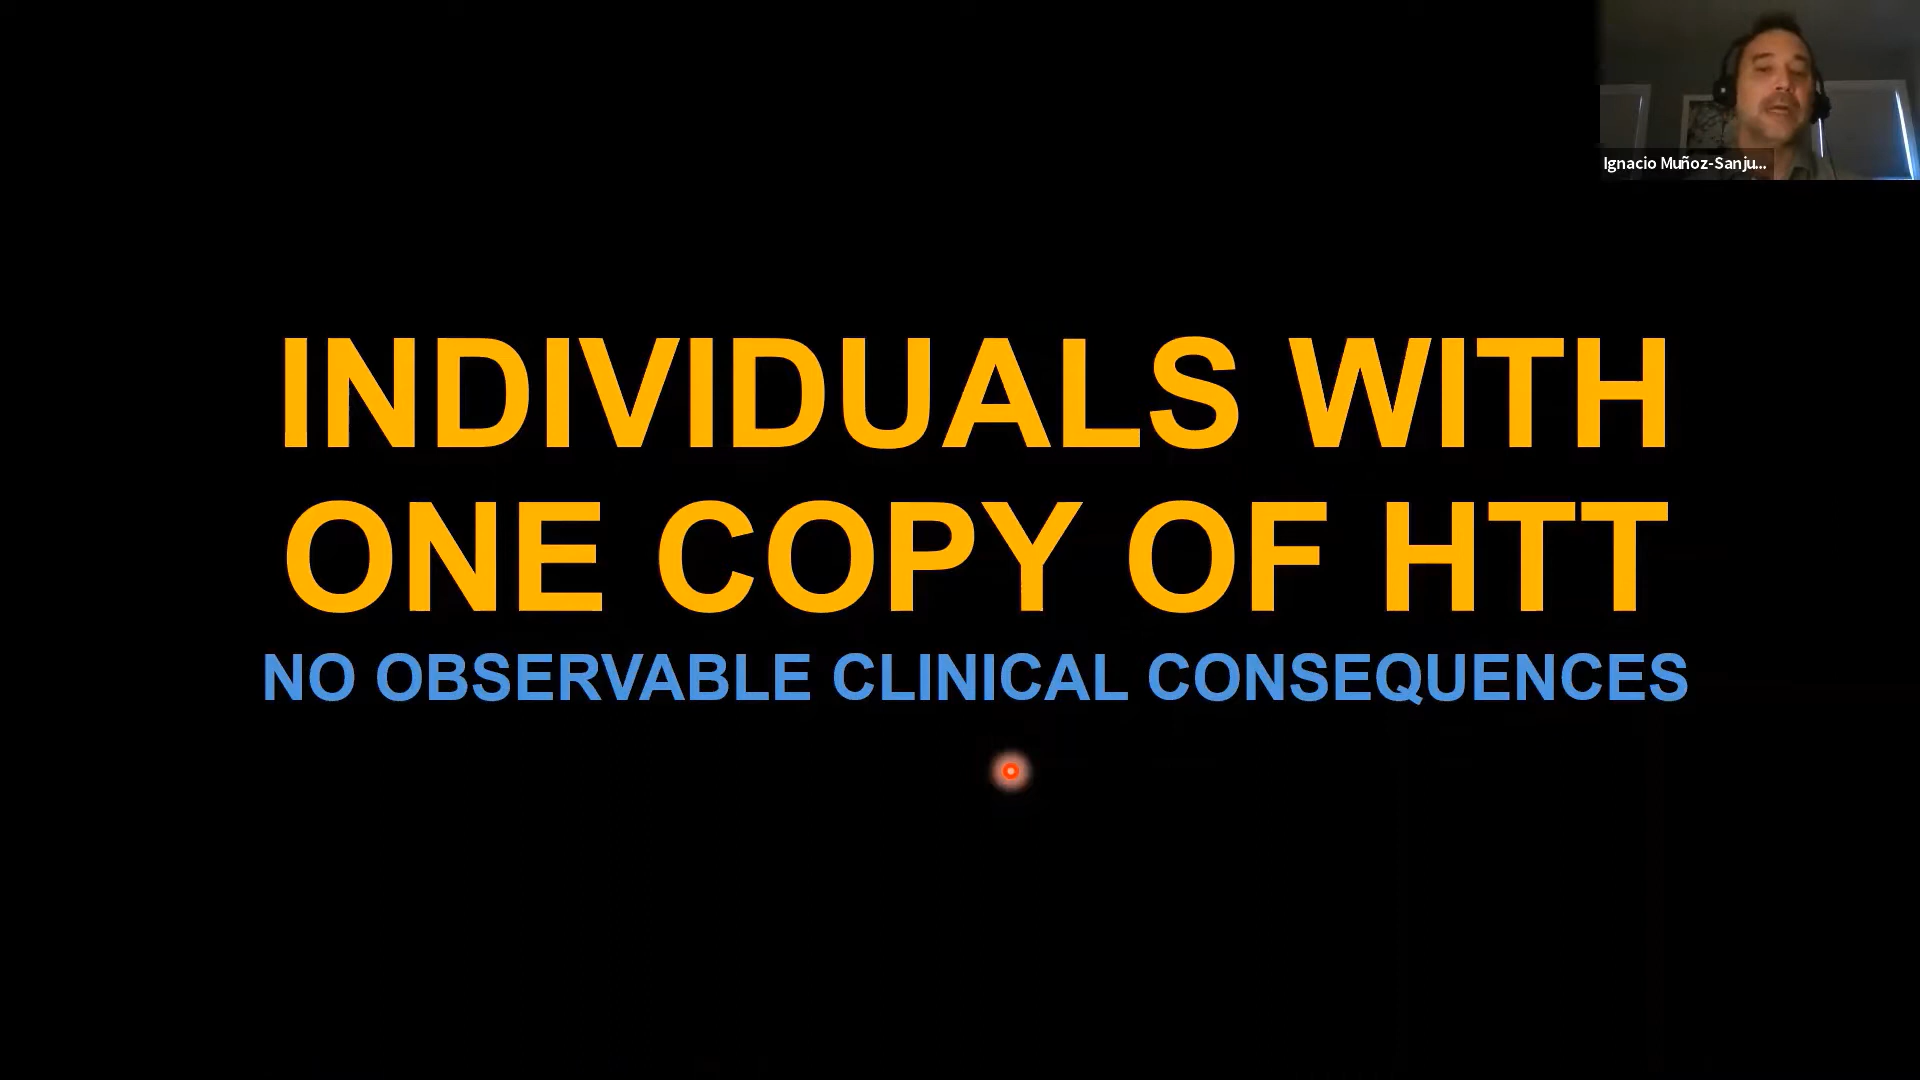 Ignacio Muñoz-Sanju...
INDIVIDUALS WITH
ONE COPY OF HTT
NO OBSERVABLE CLINICAL CONSEQUENCES